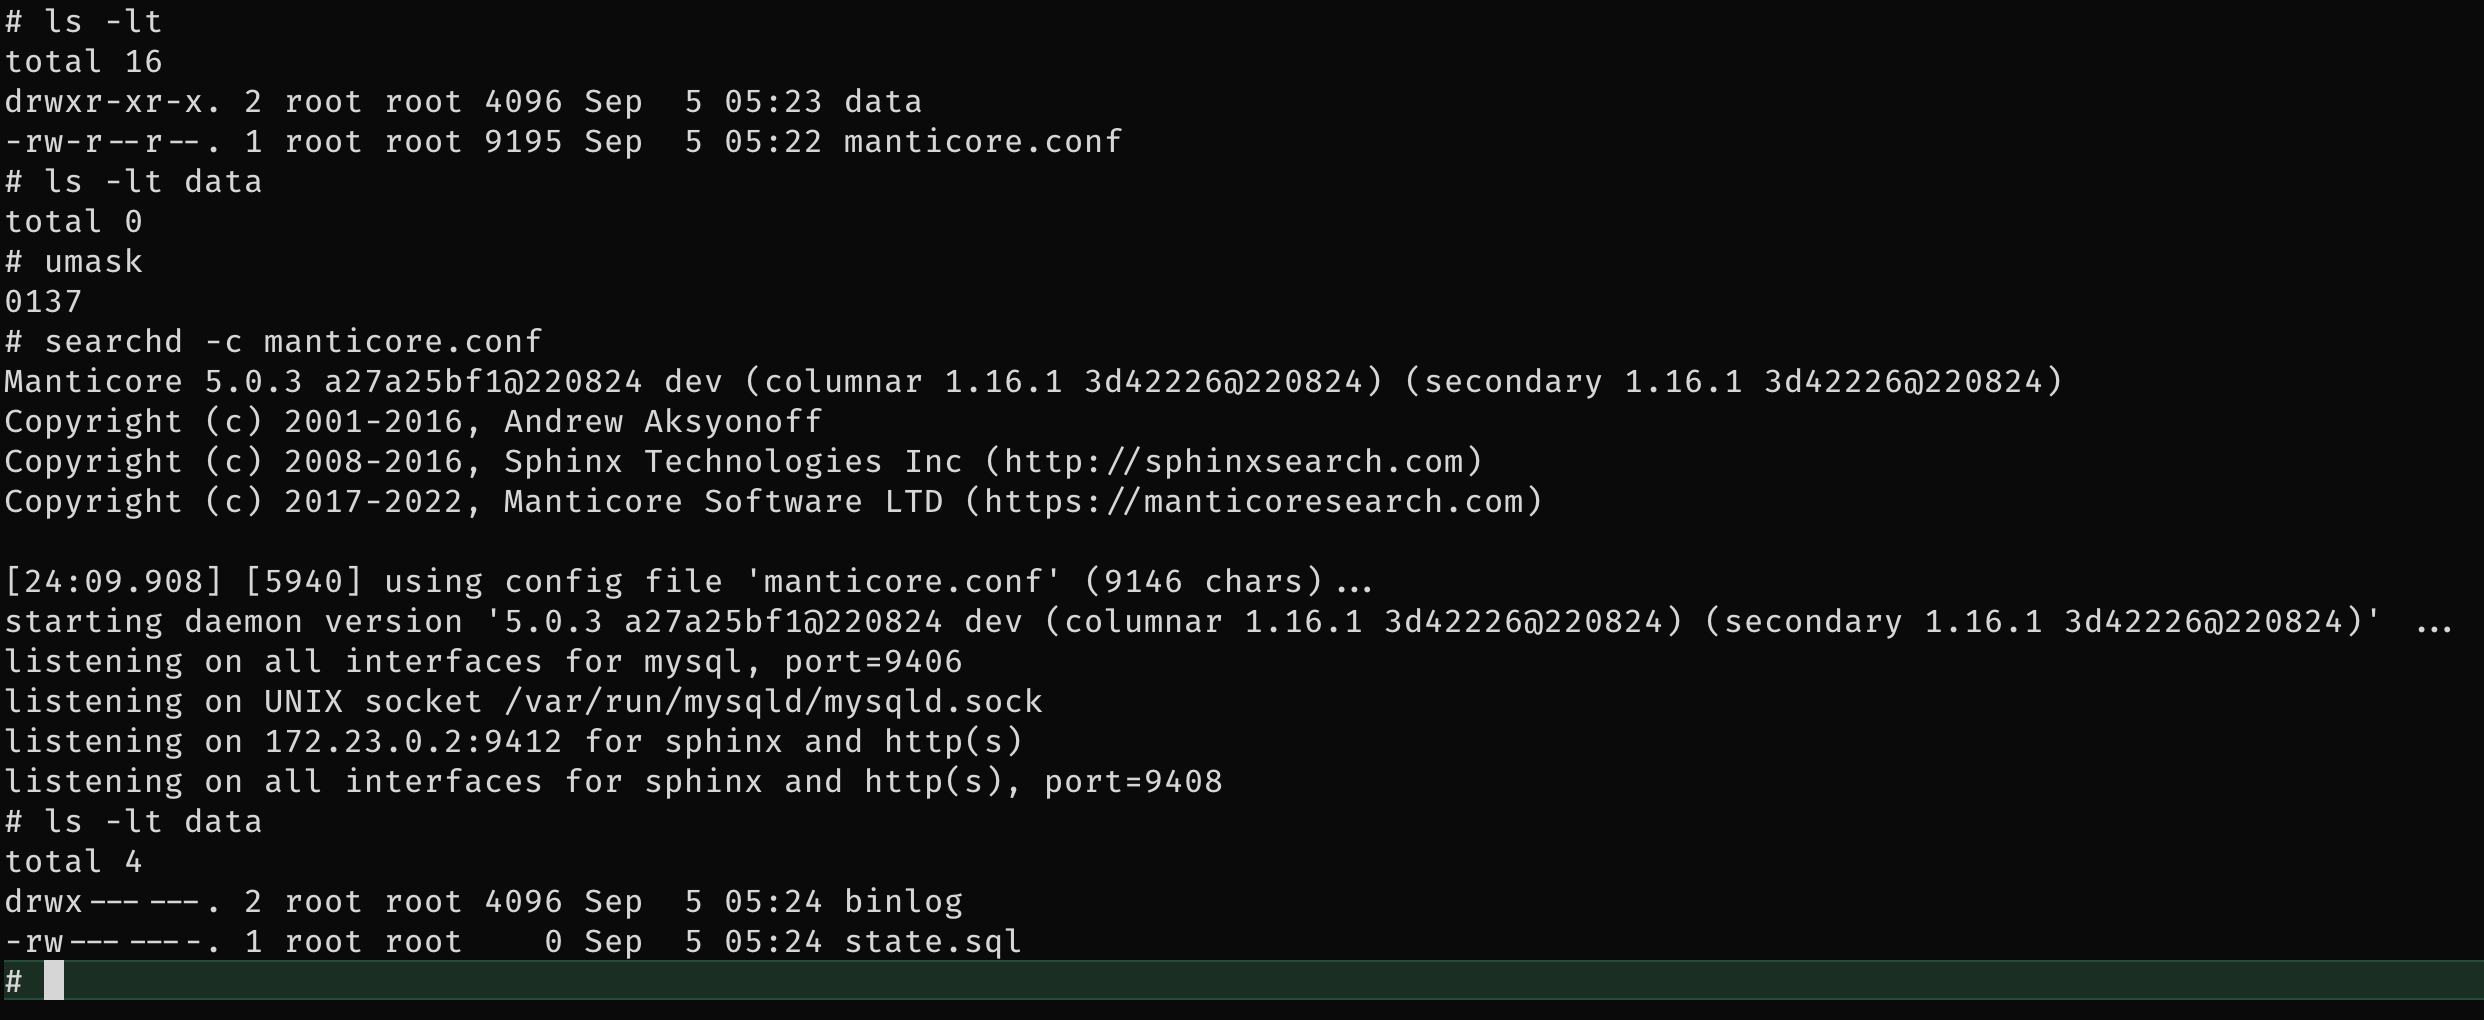 # ls -lt
total 16
drwxr-xr-x. 2 root root 4096 Sep  5 05:23 data
-rw-r--r--. 1 root root 9195 Sep  5 05:22 manticore.conf
# ls -lt data
total 0
# umask
0137
# searchd -c manticore.conf
Manticore 5.0.3 a27a25bf1@220824 dev (columnar 1.16.1 3d42226@220824) (secondary 1.16.1 3d42226@220824)
Copyright (c) 2001-2016, Andrew Aksyonoff
Copyright (c) 2008-2016, Sphinx Technologies Inc (http://sphinxsearch.com)
Copyright (c) 2017-2022, Manticore Software LTD (https://manticoresearch.com)

[24:09.908] [5940] using config file 'manticore.conf' (9146 chars)...
starting daemon version '5.0.3 a27a25bf1@220824 dev (columnar 1.16.1 3d42226@220824) (secondary 1.16.1 3d42226@220824)' ...
listening on all interfaces for mysql, port=9406
listening on UNIX socket /var/run/mysqld/mysqld.sock
listening on 172.23.0.2:9412 for sphinx and http(s)
listening on all interfaces for sphinx and http(s), port=9408
# ls -lt data
total 4
drwx------. 2 root root 4096 Sep  5 05:24 binlog
-rw-------. 1 root root    0 Sep  5 05:24 state.sql
#